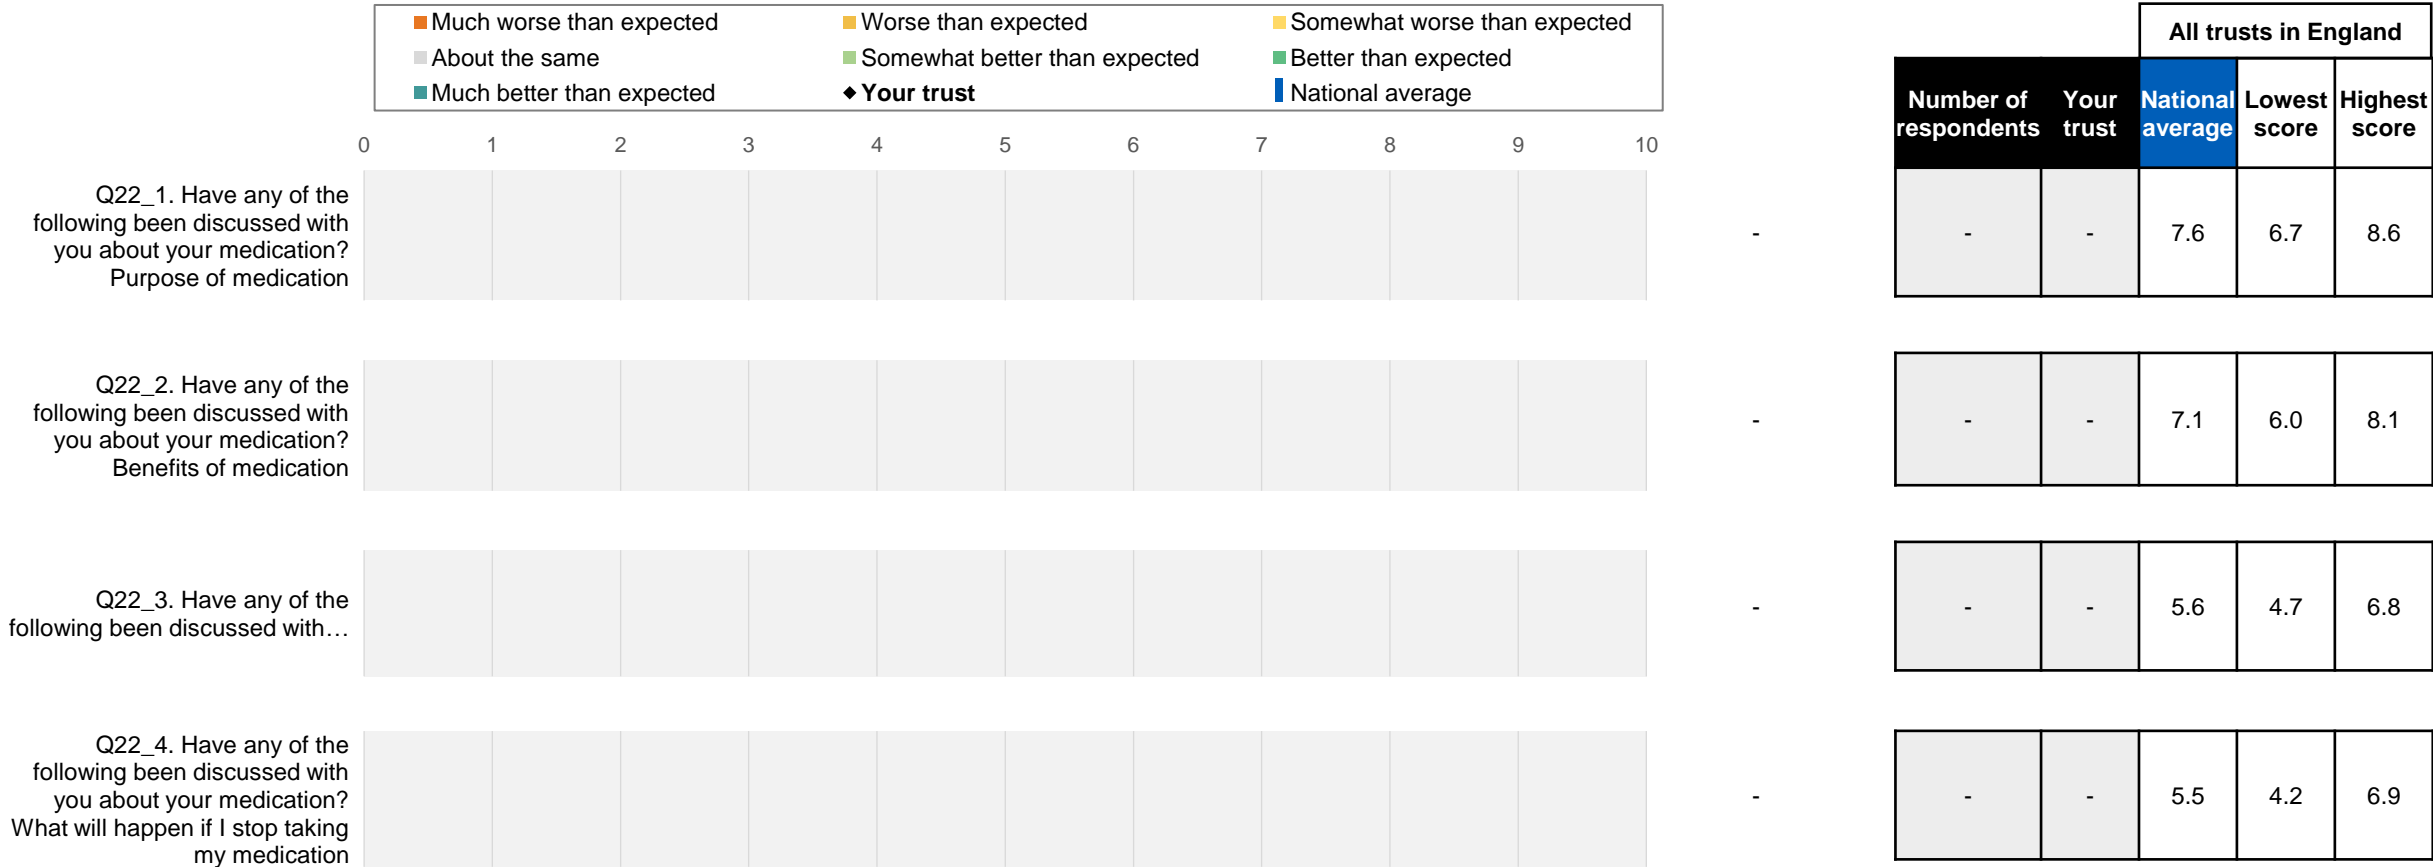 Much worse than expected
Worse than expected
Somewhat worse than expected
About the same
Somewhat better than expected
Better than expected
Much better than expected
Your trust
National average
All trusts in England
Number of
respondents
Your
trust
National
average
Lowest
score
Highest
score
0 1 2 3 4 5 6 7 8 9 10
Q22_1. Have any of the
following been discussed with
you about your medication?
Purpose of medication
- - - 7.6 6.7 8.6
Q22_2. Have any of the
following been discussed with
you about your medication?
Benefits of medication
- - - 7.1 6.0 8.1
Q22_3. Have any of the
following been discussed with…
- - - 5.6 4.7 6.8
Q22_4. Have any of the
following been discussed with
you about your medication?
What will happen if I stop taking
my medication
- - - 5.5 4.2 6.9